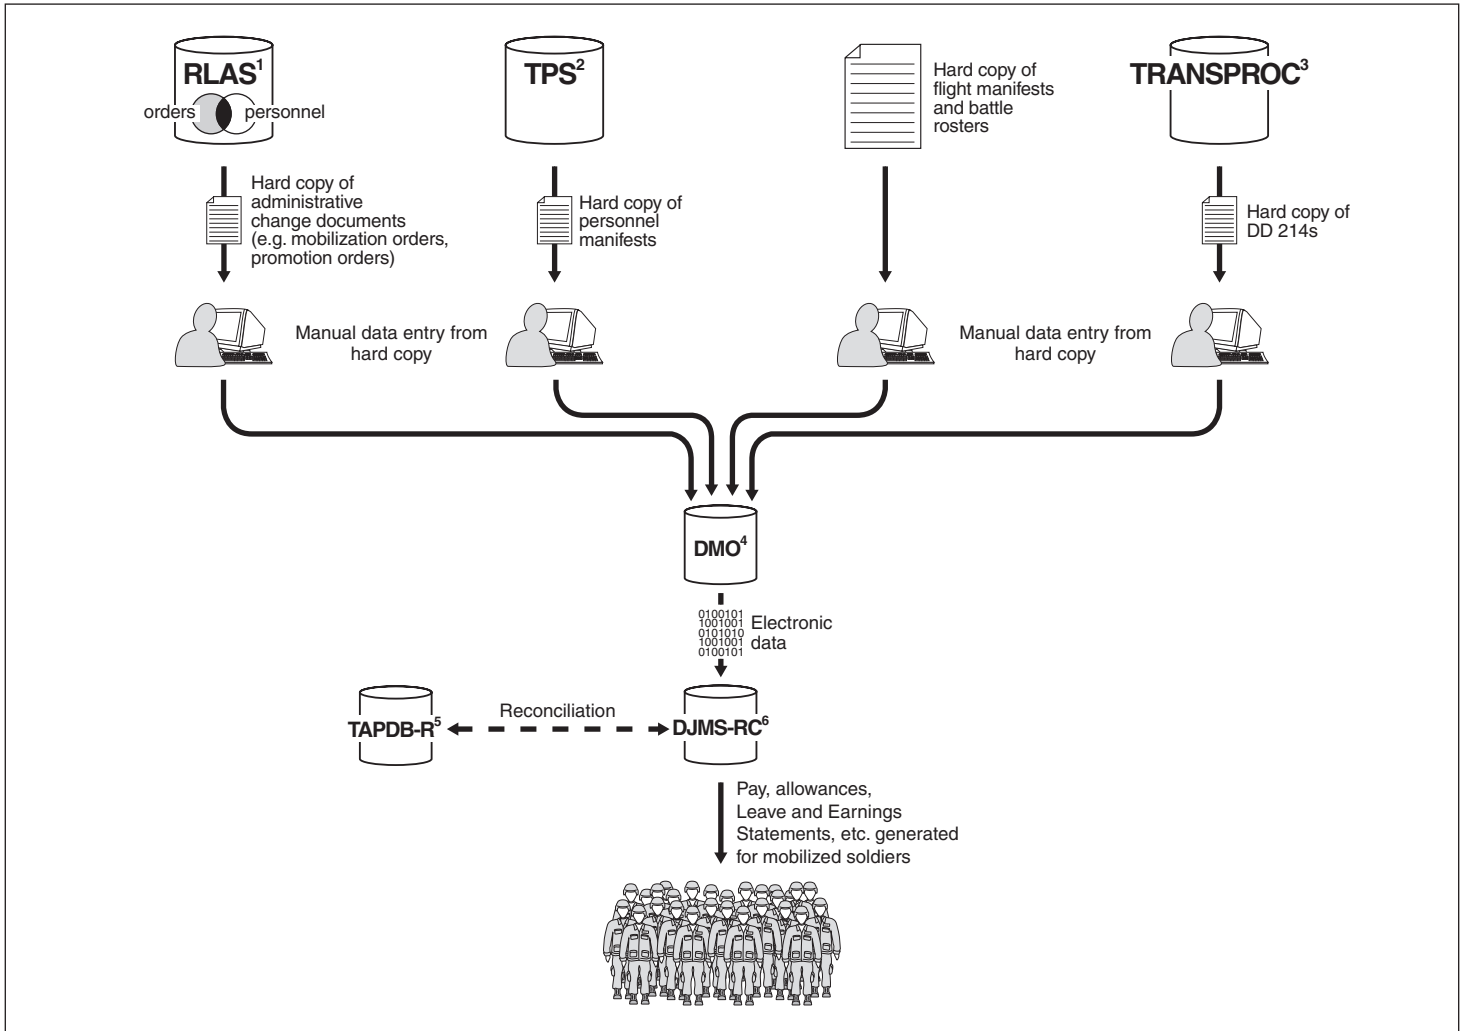 RLAS1
orders personnel
TPS2
Hard copy of
flight manifests
and battle
rosters
TRANSPROC3
Hard copy of
administrative
change documents
(e.g. mobilization orders,
promotion orders)
Hard copy of
personnel
manifests
Hard copy of
DD 214s
Manual data entry from
hard copy
Manual data entry from
hard copy
DMO4
0100101
1001001
0101010
1001001
0100101
Electronic
data
TAPDB-R5
Reconciliation
DJMS-RC6
Pay, allowances,
Leave and Earnings
Statements, etc. generated
for mobilized soldiers